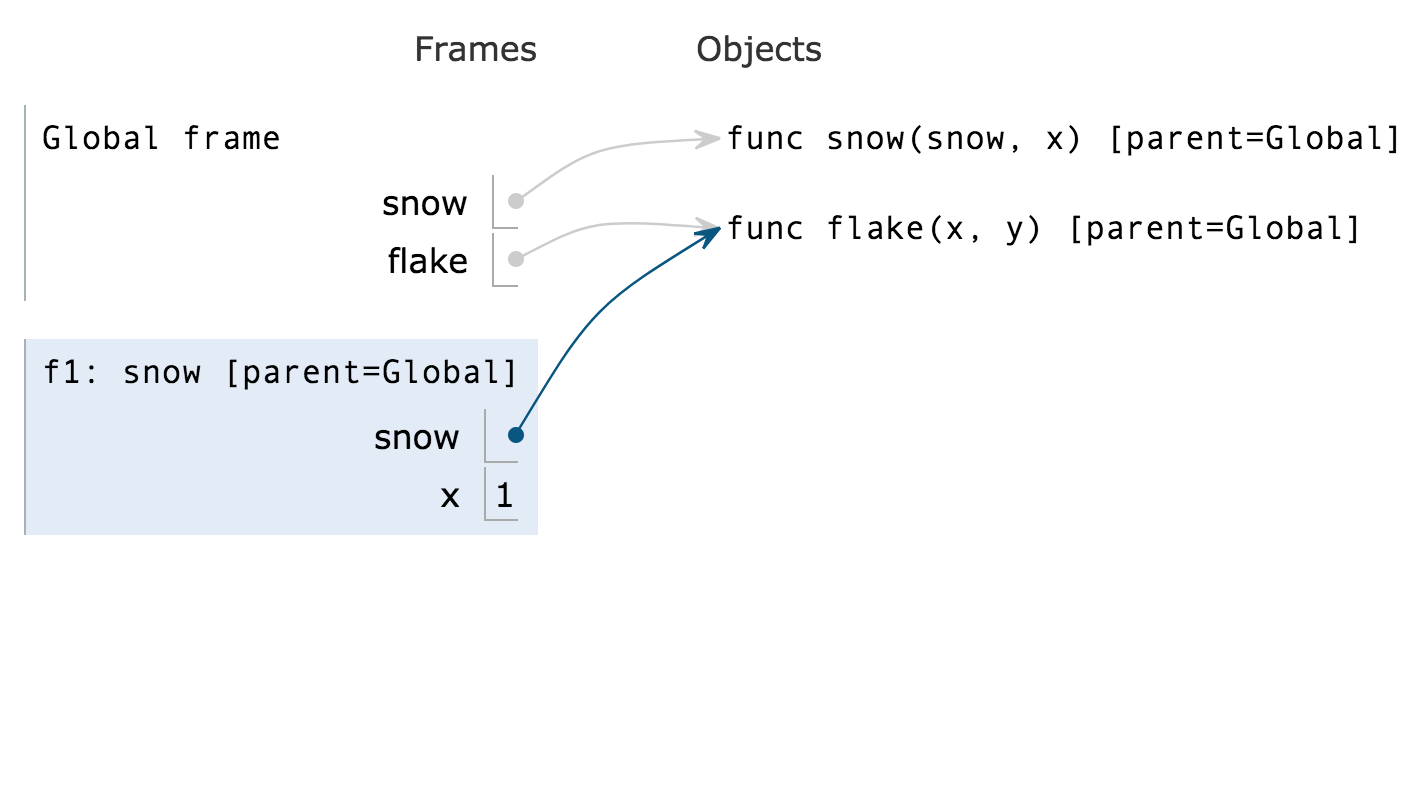 Frames Objects
Global frame func snow(snow, x) [parent=Global]
snow
func flake(x, y) [parent=Global]
flake
f1: snow [parent=Global]
snow
x 1